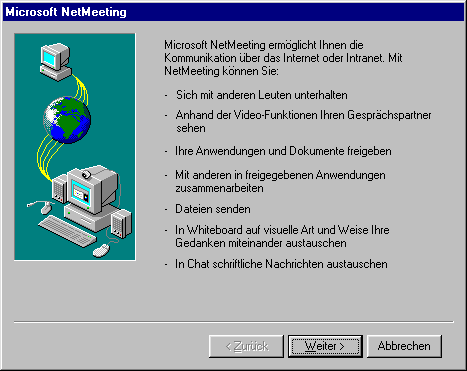 Microsoft NetMeeting
Microsoft NetMeeting ermöglicht Ihnen die
Kommunikation über das Internet oder Intranet. Mit
NetMeeting können Sie:
- Sich mit anderen Leuten unterhalten
- Anhand der Video-Funktionen Ihren Gesprächspartner
sehen
- Ihre Anwendungen und Dokumente freigeben
- Mit anderen in freigegebenen Anwendungen
zusammenarbeiten
- Dateien senden
- In Whiteboard auf visuelle Art und Weise Ihre
Gedanken miteinander austauschen
- In Chat schriftliche Nachrichten austauschen
< Zurück Weiter > Abbrechen